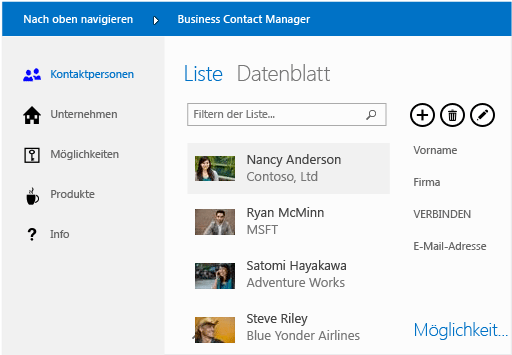 Nach oben navigieren Business Contact Manager
Kontaktpersonen
Unternehmen
Möglichkeiten
Produkte
Info
Liste Datenblatt
Filtern der Liste...
Nancy Anderson
Contoso, Ltd
Ryan McMinn
MSFT
Satomi Hayakawa
Adventure Works
Steve Riley
Blue Yonder Airlines
Vorname
Firma
VERBINDEN
E-Mail-Adresse
Möglichkeit...